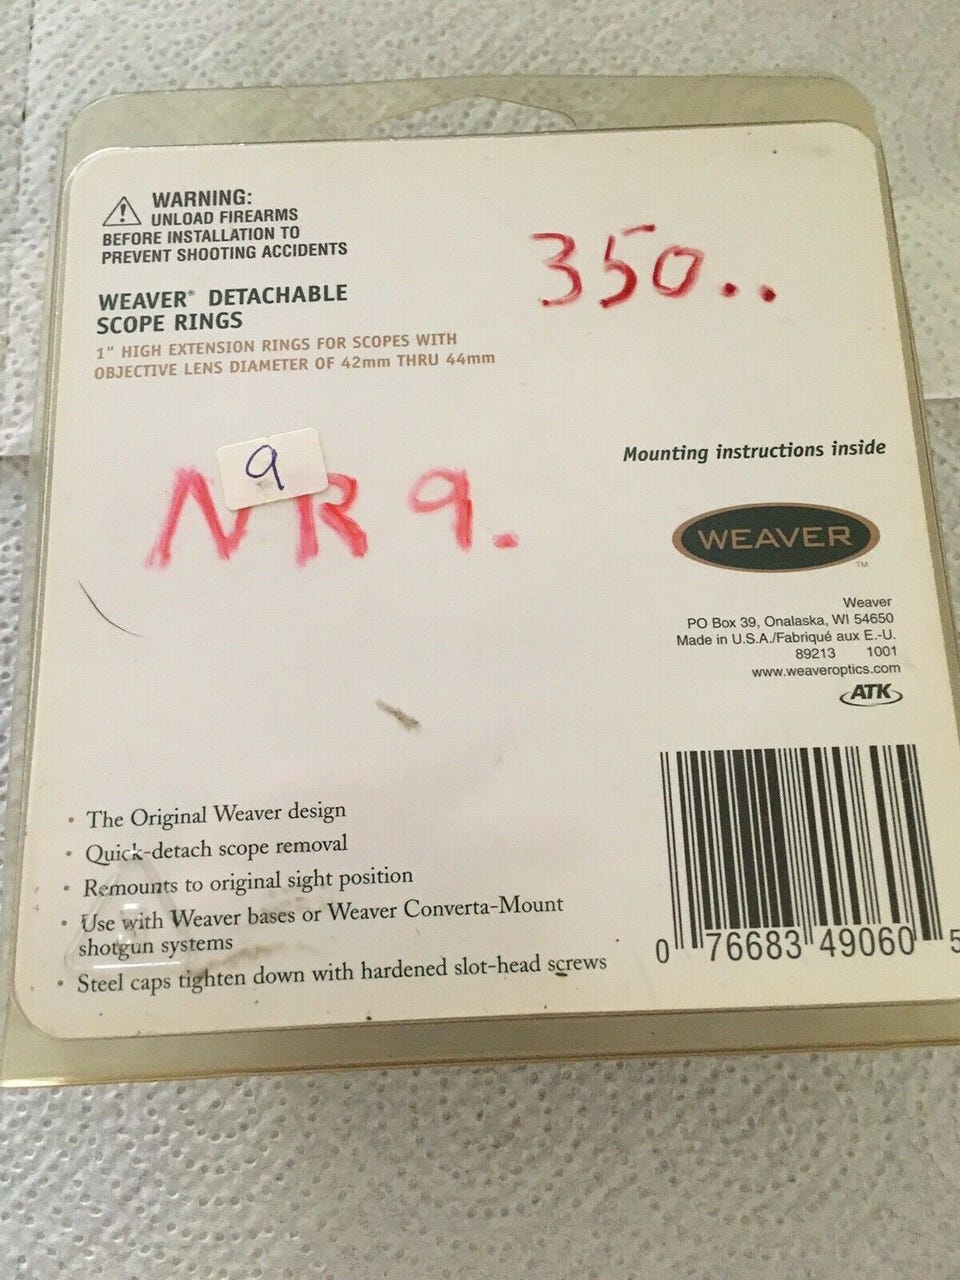 WARNING:
UNLOAD FIREARMS
BEFORE INSTALLATION TO
PREVENT SHOOTING ACCIDENTS
350..
WEAVER® DETACHABLE
SCOPE RINGS
1" HIGH EXTENSION RINGS FOR SCOPES WITH
OBJECTIVE LENS DIAMETER OF 42mm THRU 44mm
9
NR 9.
Mounting instructions inside
WEAVER™
Weaver
PO Box 39, Onalaska, WI 54650
Made in U.S.A./Fabriqué aux E.-U.
89213 1001
www.weaveroptics.com
ATK
• The Original Weaver design
• Quick-detach scope removal
• Remounts to original sight position
• Use with Weaver bases or Weaver Converta-Mount
shotgun systems
• Steel caps tighten down with hardened slot-head screws
0 76683 49060 5